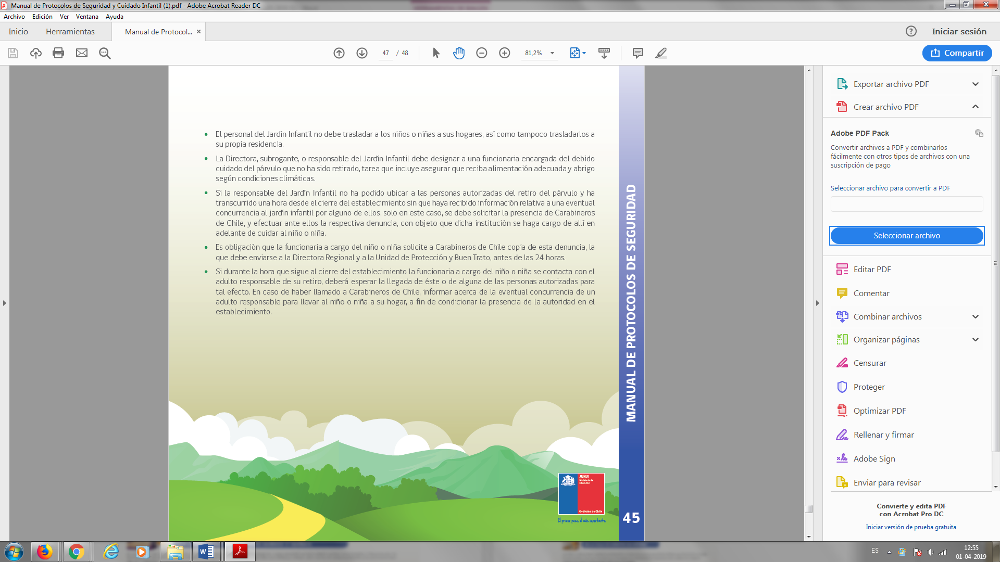 Manual de Protocolos de Seguridad y Cuidado Infantil (1).pdf - Adobe Acrobat Reader DC
Archivo Edición Ver Ventana Ayuda
Inicio Herramientas Manual de Protocol... Iniciar sesión
47 / 48 81,2% Compartir
El personal del Jardín Infantil no debe trasladar a los niños o niñas a sus hogares, así como tampoco trasladarlos a
su propia residencia.
La Directora, subrogante, o responsable del Jardín Infantil debe designar a una funcionaria encargada del debido
cuidado del párvulo que no ha sido retirado, tarea que incluye asegurar que reciba alimentación adecuada y abrigo
según condiciones climáticas.
Si la responsable del Jardín Infantil no ha podido ubicar a las personas autorizadas del retiro del párvulo y ha
transcurrido una hora desde el cierre del establecimiento sin que haya recibido información relativa a una eventual
concurrencia al jardín infantil por alguno de ellos, solo en este caso, se debe solicitar la presencia de Carabineros
de Chile, y efectuar ante ellos la respectiva denuncia, con objeto que dicha institución se haga cargo de allí en
adelante de cuidar al niño o niña.
Es obligación que la funcionaria a cargo del niño o niña solicite a Carabineros de Chile copia de esta denuncia, la
que debe enviarse a la Directora Regional y a la Unidad de Protección y Buen Trato, antes de las 24 horas.
Si durante la hora que sigue al cierre del establecimiento la funcionaria a cargo del niño o niña se contacta con el
adulto responsable de su retiro, deberá esperar la llegada de éste o de alguna de las personas autorizadas para
tal efecto. En caso de haber llamado a Carabineros de Chile, informar acerca de la eventual concurrencia de un
adulto responsable para llevar al niño o niña a su hogar, a fin de condicionar la presencia de la autoridad en el
establecimiento.
MANUAL DE PROTOCOLOS DE SEGURIDAD
JUNJI
Ministerio de
Educación
Gobierno de Chile
El primer paso, el más importante.
45
Exportar archivo PDF
Crear archivo PDF
Adobe PDF Pack
Convertir archivos a PDF y combinarlos
fácilmente con otros tipos de archivos con una
suscripción de pago
Seleccionar archivo para convertir a PDF
Seleccionar archivo
Editar PDF
Comentar
Combinar archivos
Organizar páginas
Censurar
Proteger
Optimizar PDF
Rellenar y firmar
Adobe Sign
Enviar para revisar
Convierte y edita PDF
con Acrobat Pro DC
Iniciar versión de prueba gratuita
ES
12:55
01-04-2019